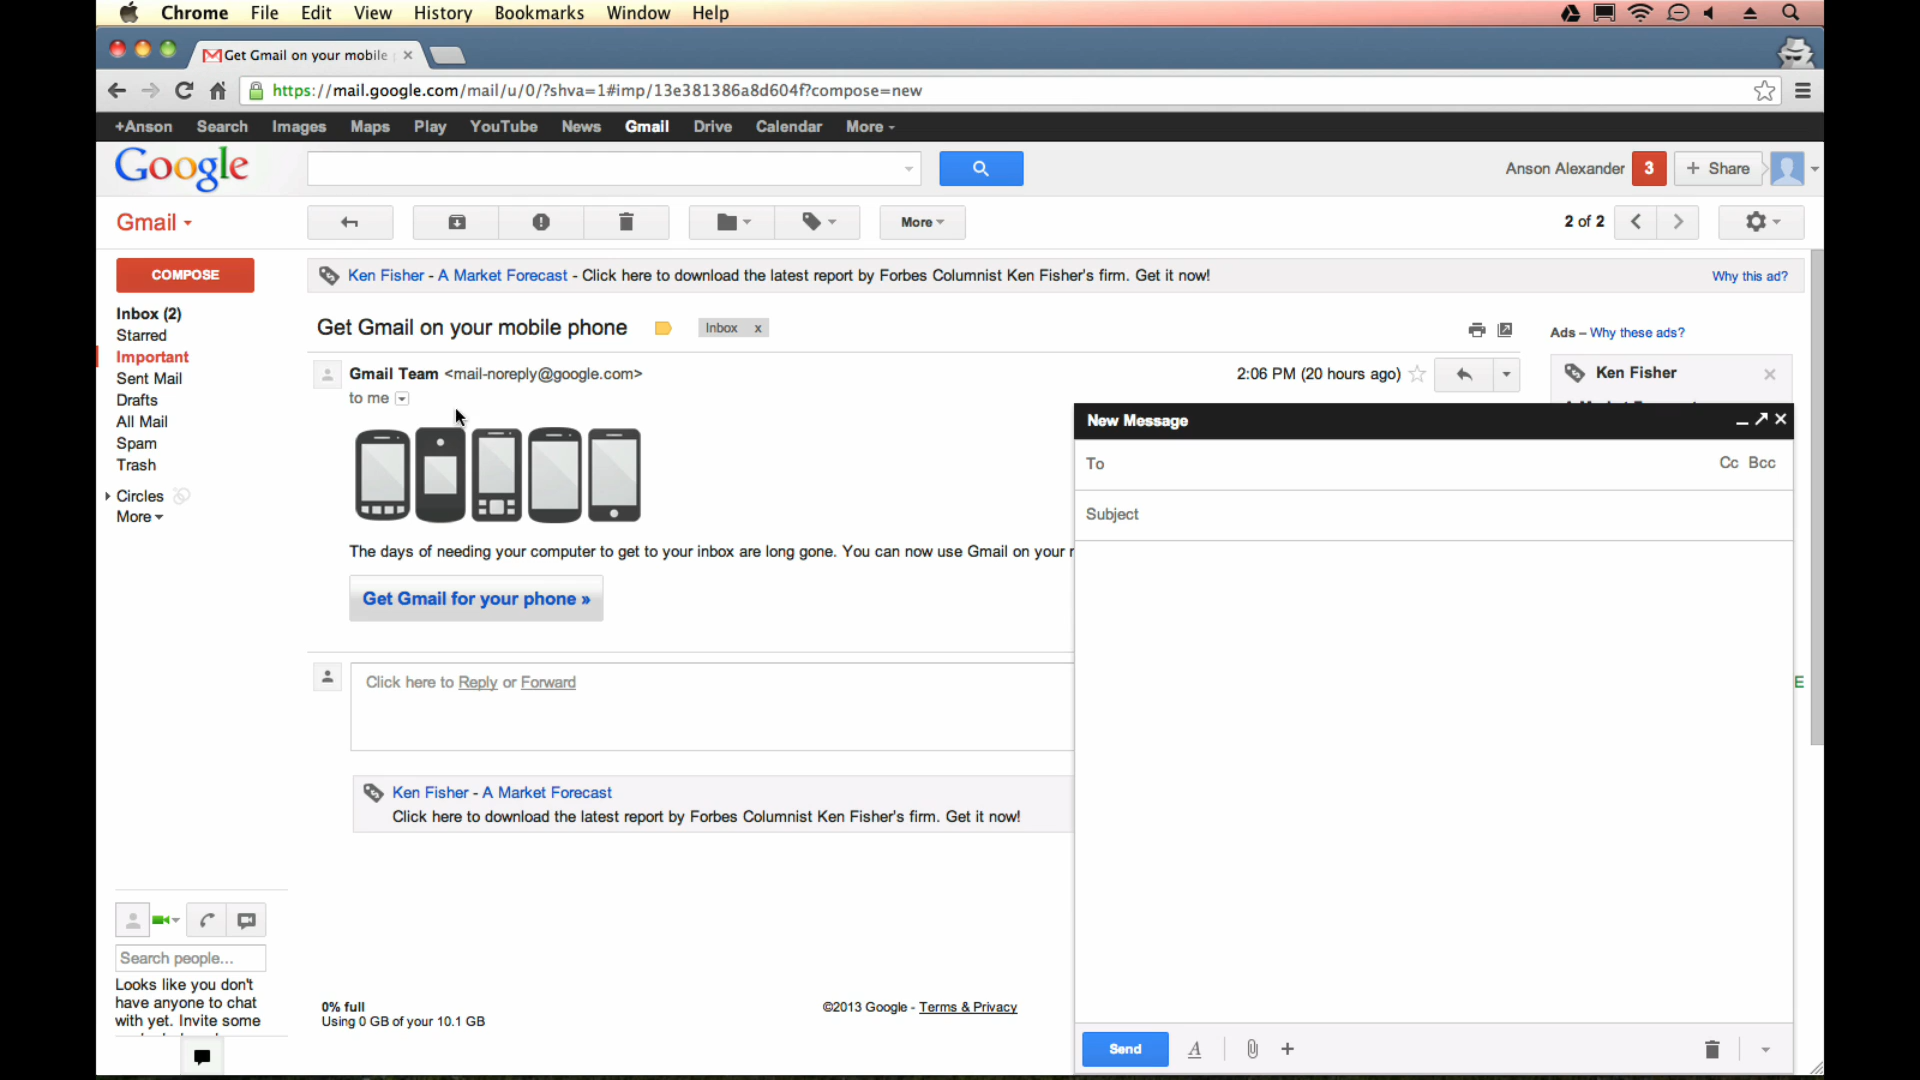 Chrome File Edit View History Bookmarks Window Help
Get Gmail on your mobile
https://mail.google.com/mail/u/0/?shva=1#imp/13e381386a8d604f?compose=new
+Anson Search Images Maps Play YouTube News Gmail Drive Calendar More
Google
Anson Alexander 3 + Share
Gmail
More
2 of 2
COMPOSE
Ken Fisher - A Market Forecast - Click here to download the latest report by Forbes Columnist Ken Fisher's firm. Get it now!
Why this ad?
Inbox (2)
Starred
Important
Sent Mail
Drafts
All Mail
Spam
Trash
Circles
More
Get Gmail on your mobile phone
Inbox x
Ads – Why these ads?
Gmail Team <mail-noreply@google.com>
2:06 PM (20 hours ago)
to me
Ken Fisher
The days of needing your computer to get to your inbox are long gone. You can now use Gmail on your
Get Gmail for your phone »
Click here to Reply or Forward
Ken Fisher - A Market Forecast
Click here to download the latest report by Forbes Columnist Ken Fisher's firm. Get it now!
New Message
To
Cc Bcc
Subject
E
Send
A
Search people...
Looks like you don't
have anyone to chat
with yet. Invite some
0% full
Using 0 GB of your 10.1 GB
©2013 Google - Terms & Privacy